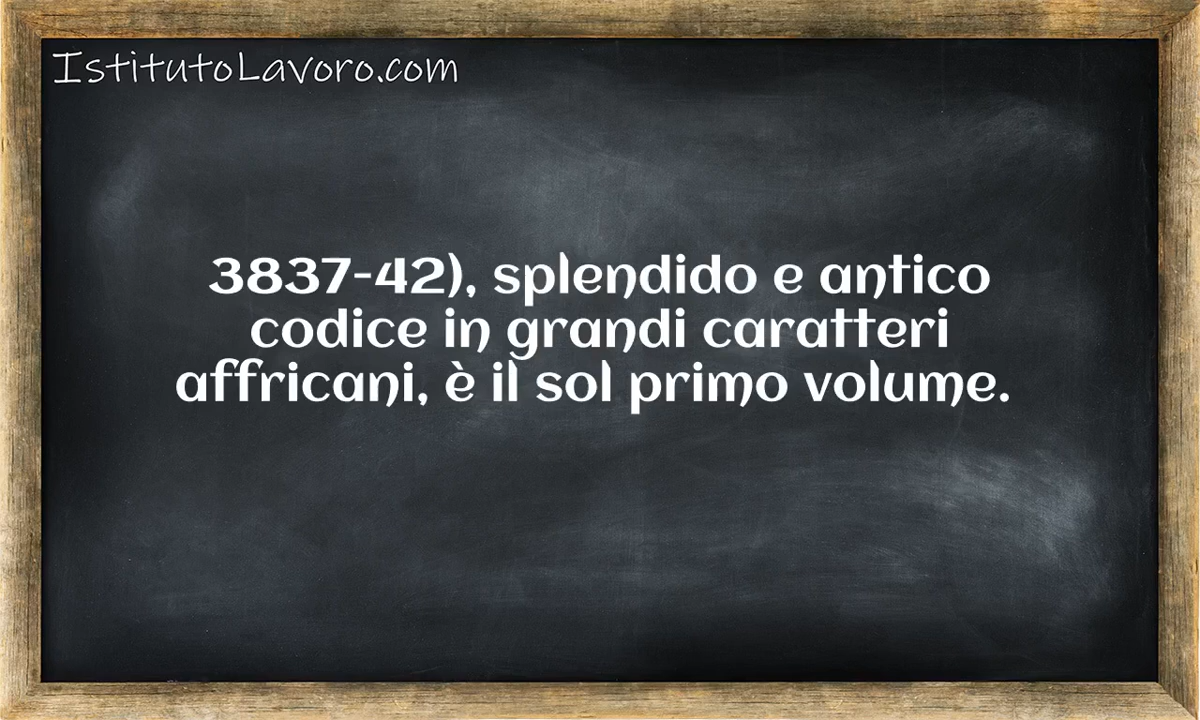 IstitutoLavoro.com
3837-42), splendido e antico
codice in grandi caratteri
affricani, è il sol primo volume.